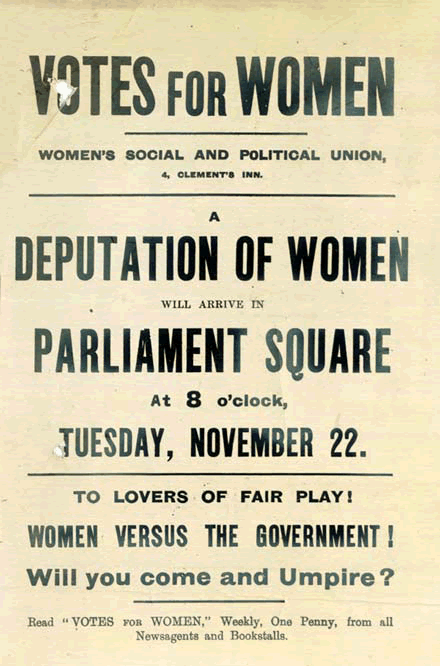 VOTES FOR WOMEN
WOMEN'S SOCIAL AND POLITICAL UNION,
4, CLEMENT'S INN.
A
DEPUTATION OF WOMEN
WILL ARRIVE IN
PARLIAMENT SQUARE
At 8 o'clock,
TUESDAY, NOVEMBER 22.
TO LOVERS OF FAIR PLAY!
WOMEN VERSUS THE GOVERNMENT!
Will you come and Umpire?
Read "VOTES FOR WOMEN," Weekly, One Penny, from all
Newsagents and Bookstalls.